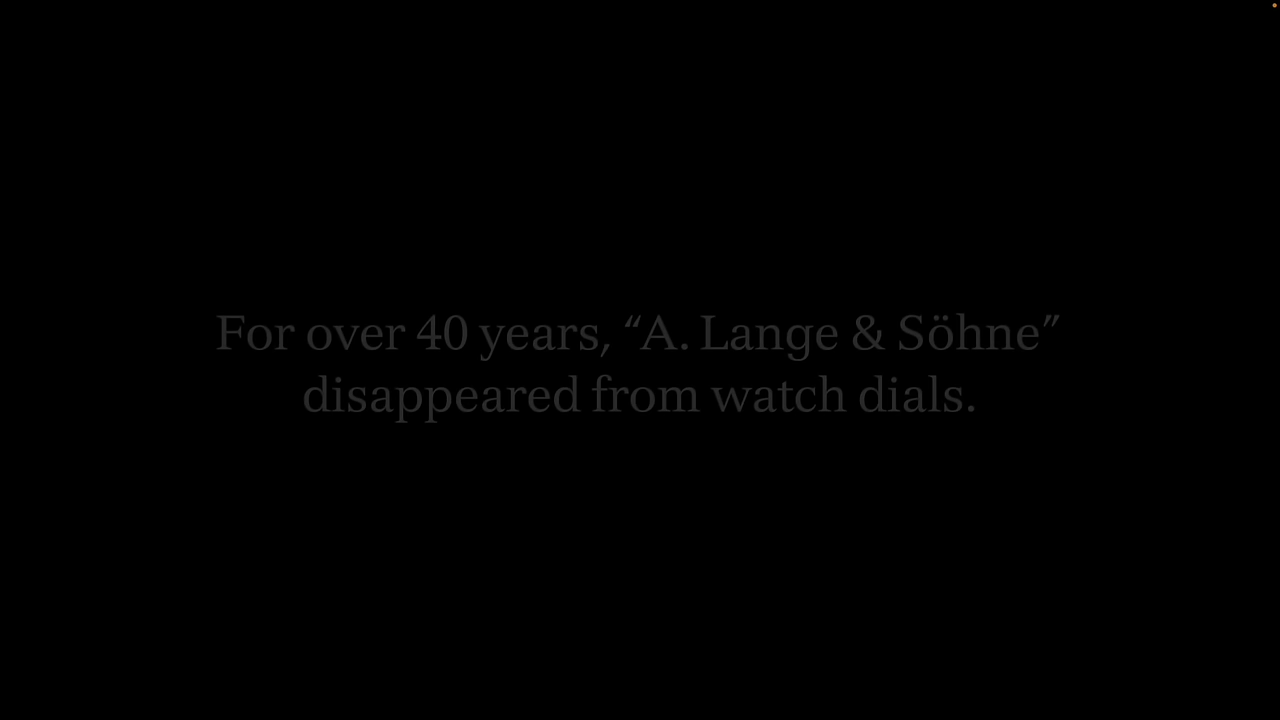 For over 40 years, “A. Lange & Söhne”
disappeared from watch dials.